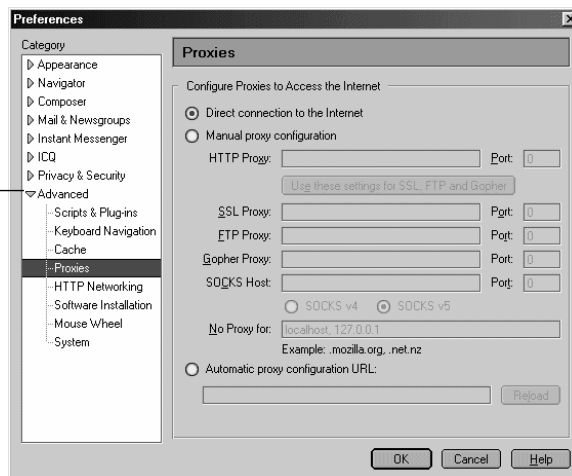 Preferences
Category
Appearance
Navigator
Composer
Mail & Newsgroups
Instant Messenger
ICQ
Privacy & Security
Advanced
Scripts & Plug-ins
Keyboard Navigation
Cache
Proxies
HTTP Networking
Software Installation
Mouse Wheel
System
Proxies
Configure Proxies to Access the Internet
Direct connection to the Internet
Manual proxy configuration
HTTP Proxy: Port: 0
Use these settings for SSL, FTP and Gopher
SSL Proxy: Port: 0
FTP Proxy: Port: 0
Gopher Proxy: Port: 0
SOCKS Host: Port: 0
SOCKS v4 SOCKS v5
No Proxy for: localhost, 127.0.0.1
Example: .mozilla.org, .net.nz
Automatic proxy configuration URL:
Reload
OK Cancel Help